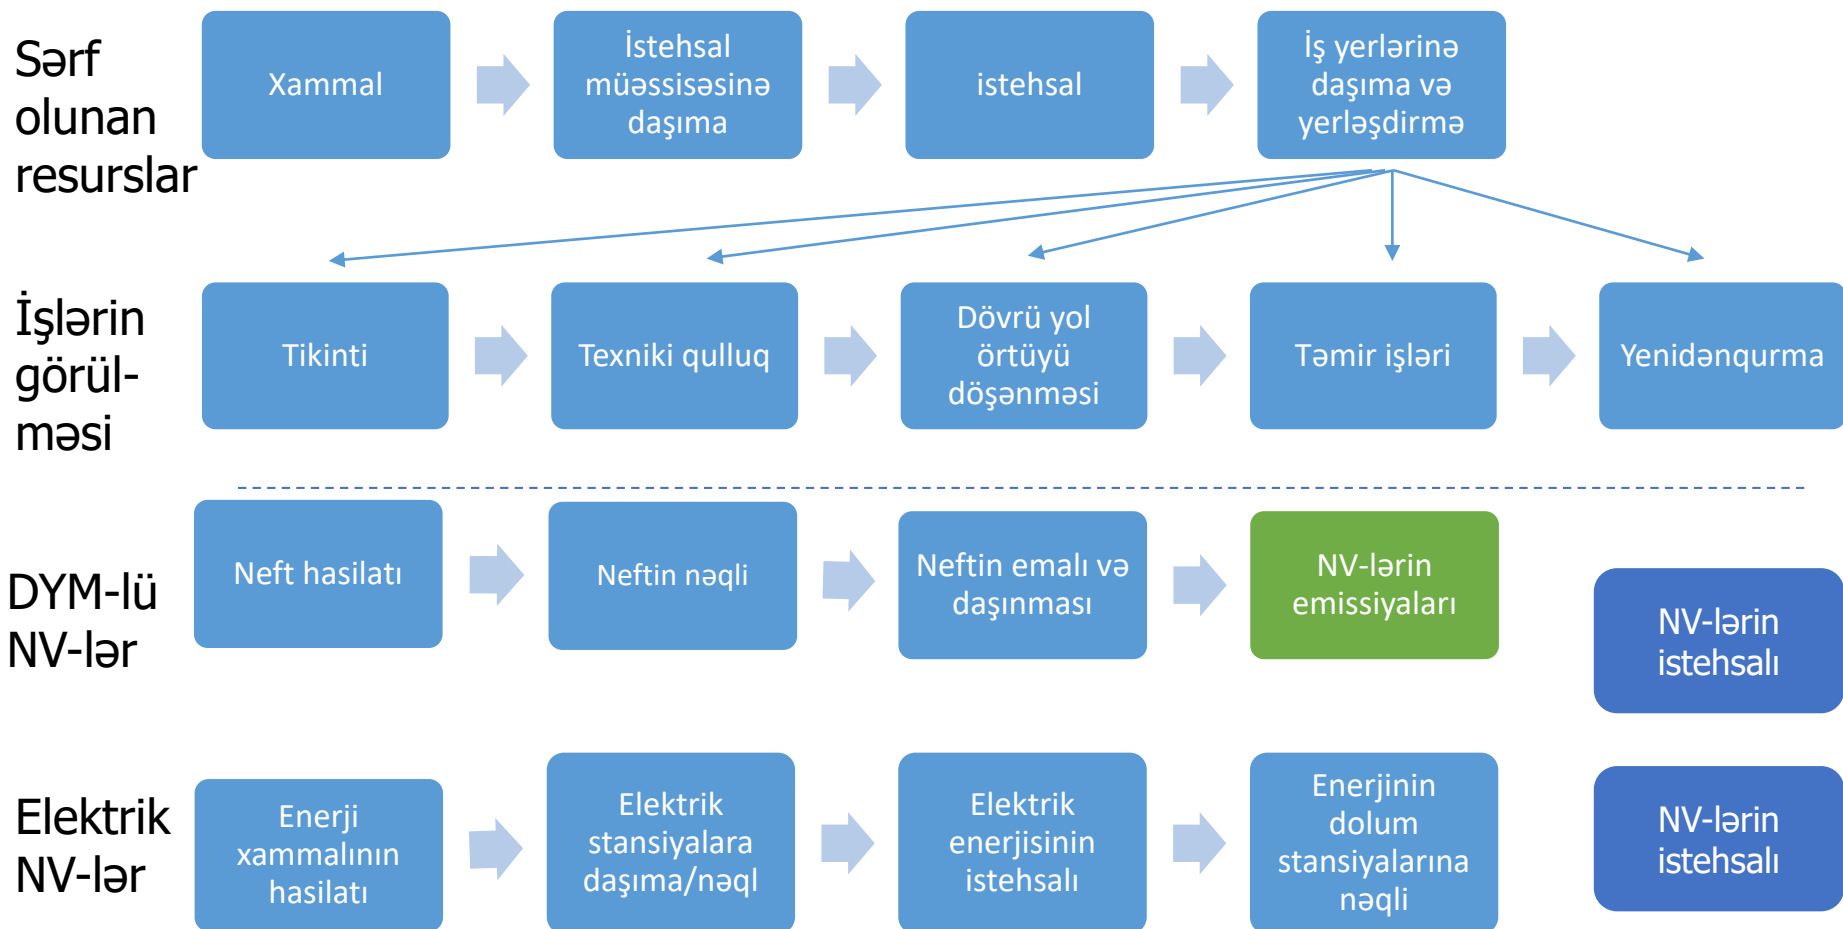 Sərf
olunan
resurslar
Xammal
İstehsal
müəssisəsinə
daşıma
istehsal
İş yerlərinə
daşıma və
yerləşdirmə
İşlərin
görül-
məsi
Tikinti
Texniki qulluq
Dövrü yol
örtüyü
döşənməsi
Təmir işləri
Yenidənqurma
DYM-lü
NV-lər
Neft hasilatı
Neftin nəqli
Neftin emalı və
daşınması
NV-lərin
emissiyaları
NV-lərin
istehsalı
Elektrik
NV-lər
Enerji
xammalının
hasilatı
Elektrik
stansiyalara
daşıma/nəql
Elektrik
enerjisinin
istehsalı
Enerjinin
dolum
stansiyalarına
nəqli
NV-lərin
istehsalı